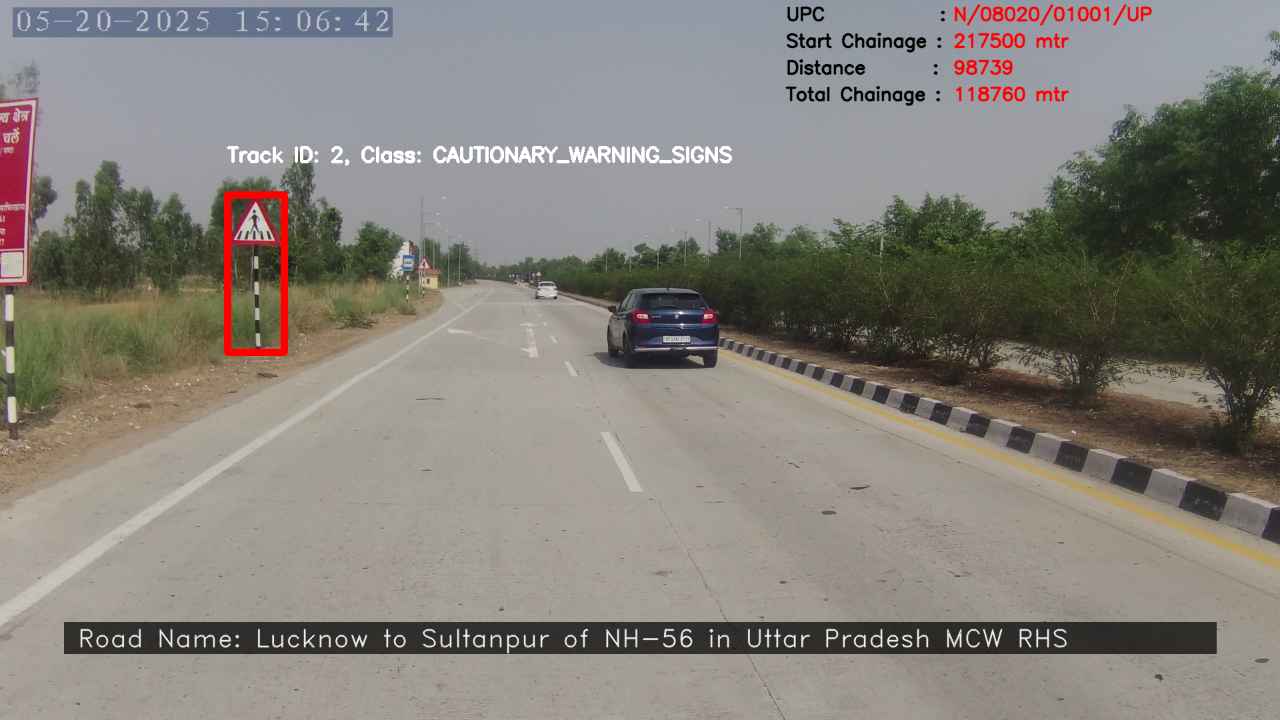 05-20-2025 15:06:42
UPC : N/08020/01001/UP
Start Chainage : 217500 mtr
Distance : 98739
Total Chainage : 118760 mtr
क्षेत्र
चलें
Track ID: 2, Class: CAUTIONARY_WARNING_SIGNS
Road Name: Lucknow to Sultanpur of NH-56 in Uttar Pradesh MCW RHS